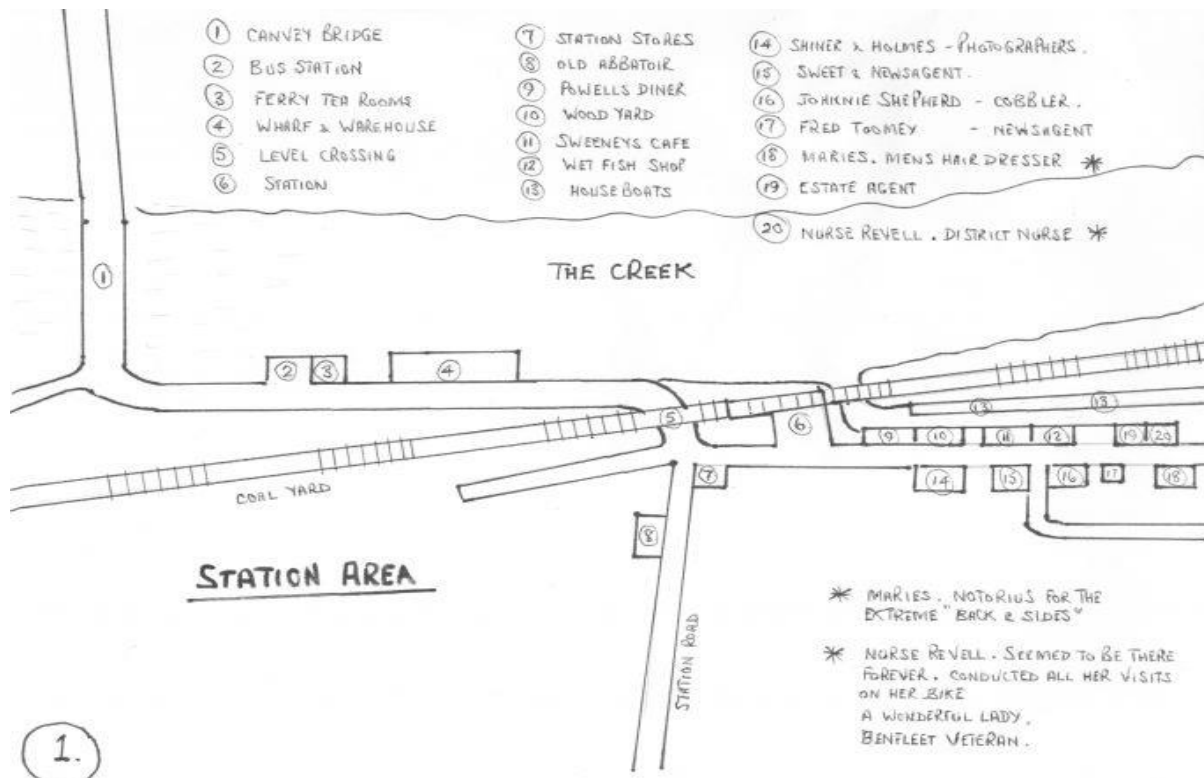 1 CANVEY BRIDGE
2 BUS STATION
3 FERRY TEA ROOMS
4 WHARF & WAREHOUSE
5 LEVEL CROSSING
6 STATION
7 STATION STORES
8 OLD ABBATOIR
9 POWELLS DINER
10 WOOD YARD
11 SWEENEYS CAFE
12 WET FISH SHOP
13 HOUSE BOATS
14 SHINER & HOLMES - PHOTOGRAPHERS.
15 SWEET & NEWSAGENT.
16 JOHNNIE SHEPHERD - COBBLER.
17 FRED TOOMEY - NEWSAGENT
18 MARIES. MENS HAIR DRESSER *
19 ESTATE AGENT
20 NURSE REVELL. DISTRICT NURSE *
THE CREEK
1
2 3 4
5 6
13 13
9 10 11 12 19 20
7 14 15 16 17 18
8
COAL YARD
STATION AREA
STATION ROAD
* MARIES. NOTORIUS FOR THE
EXTREME "BACK & SIDES"
* NURSE REVELL. SEEMED TO BE THERE
FOREVER. CONDUCTED ALL HER VISITS
ON HER BIKE
A WONDERFUL LADY.
BENFLEET VETERAN.
1.